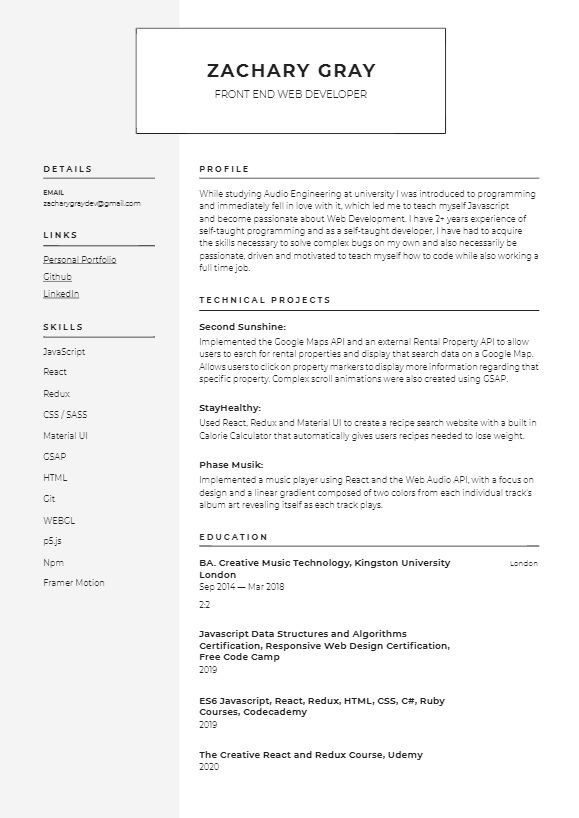 ZACHARY GRAY
FRONT END WEB DEVELOPER
DETAILS
EMAIL
zacharygraydev@gmail.com
LINKS
Personal Portfolio
Github
LinkedIn
SKILLS
JavaScript
React
Redux
CSS / SASS
Material UI
GSAP
HTML
Git
WEBGL
p5.js
Npm
Framer Motion
PROFILE
While studying Audio Engineering at university I was introduced to programming
and immediately fell in love with it, which led me to teach myself Javascript
and become passionate about Web Development. I have 2+ years experience of
self-taught programming and as a self-taught developer, I have had to acquire
the skills necessary to solve complex bugs on my own and also necessarily be
passionate, driven and motivated to teach myself how to code while also working a
full time job.
TECHNICAL PROJECTS
Second Sunshine:
Implemented the Google Maps API and an external Rental Property API to allow
users to earch for rental properties and display that search data on a Google Map.
Allows users to click on property markers to display more information regarding that
specific property. Complex scroll animations were also created using GSAP.
StayHealthy:
Used React, Redux and Material UI to create a recipe search website with a built in
Calorie Calculator that automatically gives users recipes needed to lose weight.
Phase Musik:
Implemented a music player using React and the Web Audio API, with a focus on
design and a linear gradient composed of two colors from each individual track's
album art revealing itself as each track plays.
EDUCATION
BA. Creative Music Technology, Kingston University London
London
Sep 2014 — Mar 2018
2:2
Javascript Data Structures and Algorithms
Certification, Responsive Web Design Certification,
Free Code Camp
2019
ES6 Javascript, React, Redux, HTML, CSS, C#, Ruby
Courses, Codecademy
2019
The Creative React and Redux Course, Udemy
2020